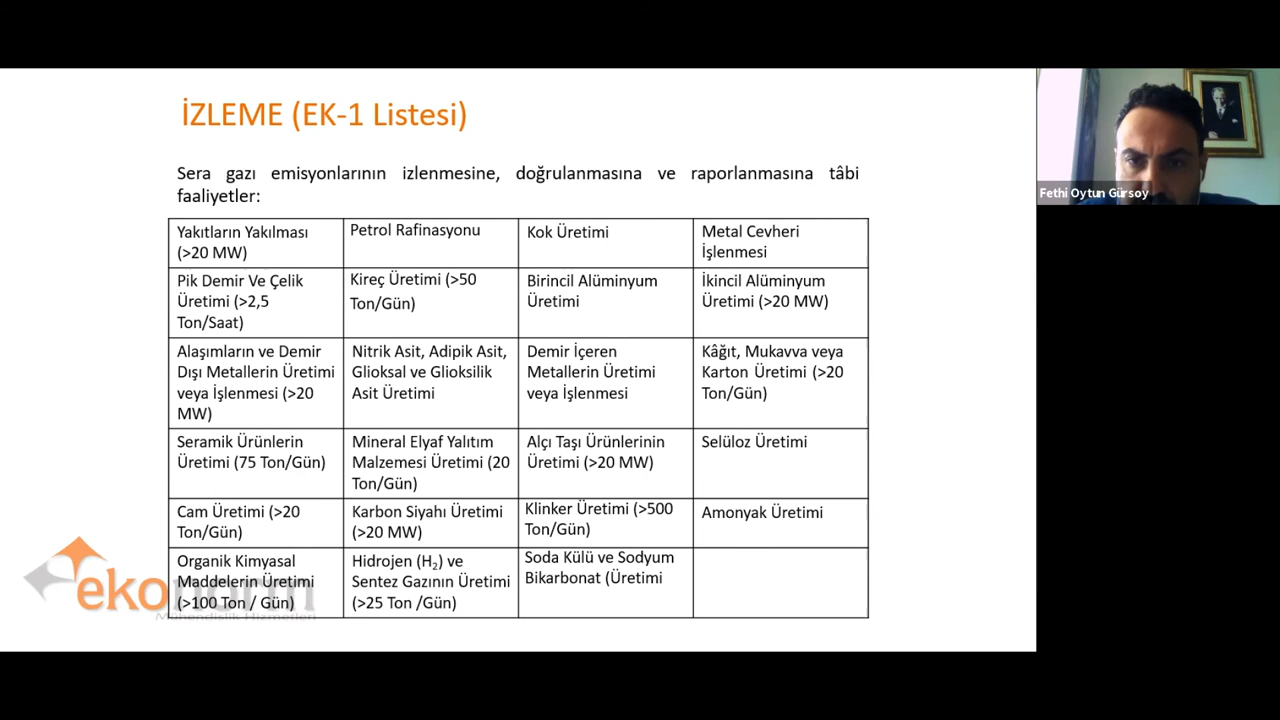 İZLEME (EK-1 Listesi)
Sera gazı emisyonlarının izlenmesine, doğrulanmasına ve raporlanmasına tâbi
faaliyetler:
Yakıtların Yakılması
(>20 MW)
Petrol Rafinasyonu
Kok Üretimi
Metal Cevheri
İşlenmesi
Pik Demir Ve Çelik
Üretimi (>2,5
Ton/Saat)
Kireç Üretimi (>50
Ton/Gün)
Birincil Alüminyum
Üretimi
İkincil Alüminyum
Üretimi (>20 MW)
Alaşımların ve Demir
Dışı Metallerin Üretimi
veya İşlenmesi (>20
MW)
Nitrik Asit, Adipik Asit,
Glioksal ve Glioksilik
Asit Üretimi
Demir İçeren
Metallerin Üretimi
veya İşlenmesi
Kâğıt, Mukavva veya
Karton Üretimi (>20
Ton/Gün)
Seramik Ürünlerin
Üretimi (75 Ton/Gün)
Mineral Elyaf Yalıtım
Malzemesi Üretimi (20
Ton/Gün)
Alçı Taşı Ürünlerinin
Üretimi (>20 MW)
Selüloz Üretimi
Cam Üretimi (>20
Ton/Gün)
Karbon Siyahı Üretimi
(>20 MW)
Klinker Üretimi (>500
Ton/Gün)
Amonyak Üretimi
Organik Kimyasal
Maddelerin Üretimi
(>100 Ton / Gün)
Hidrojen (H₂) ve
Sentez Gazının Üretimi
(>25 Ton /Gün)
Soda Külü ve Sodyum
Bikarbonat (Üretimi
ekonorm
Mühendislik Hizmetleri
Fethi Oytun Gürsoy